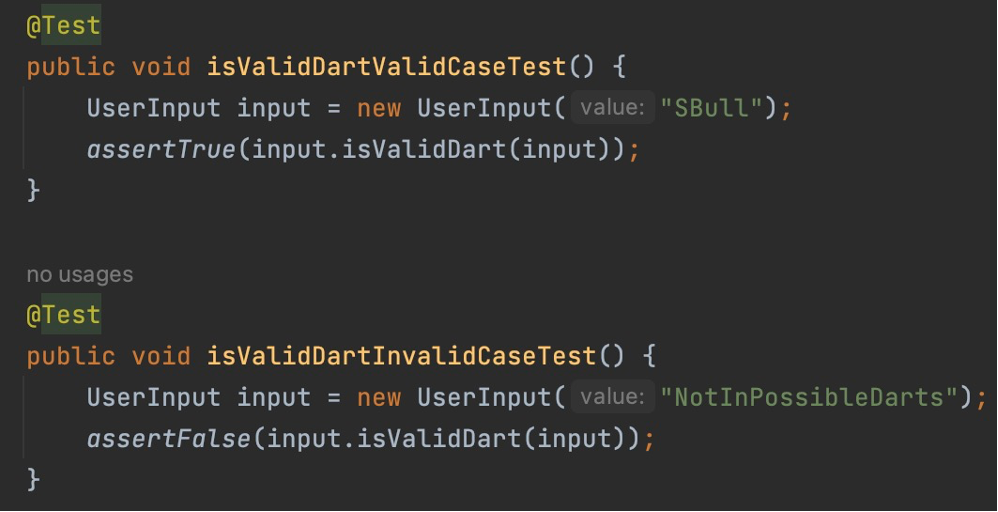 @Test
public void isValidDartValidCaseTest() {
    UserInput input = new UserInput( value: "SBull");
    assertTrue(input.isValidDart(input));
}
no usages
@Test
public void isValidDartInvalidCaseTest() {
    UserInput input = new UserInput( value: "NotInPossibleDarts");
    assertFalse(input.isValidDart(input));
}